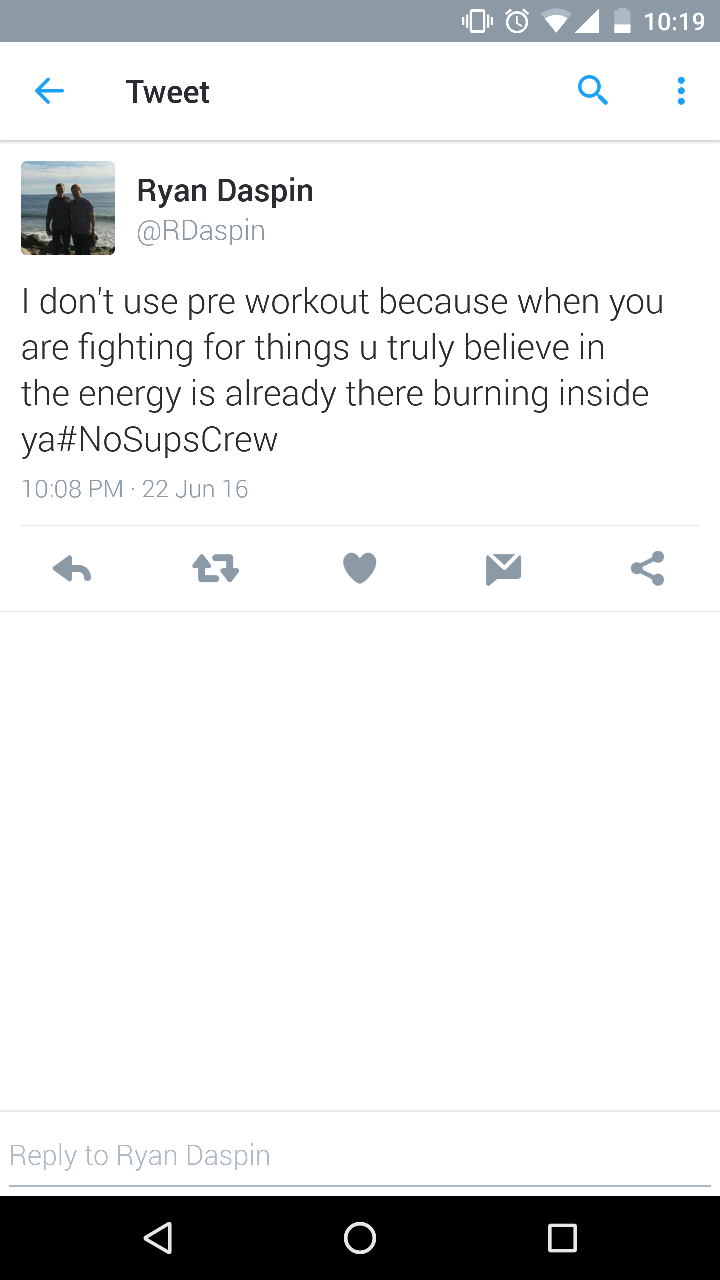 10:19
Tweet
Ryan Daspin
@RDaspin
I don't use pre workout because when you
are fighting for things u truly believe in
the energy is already there burning inside
ya#NoSupsCrew
10:08 PM · 22 Jun 16
Reply to Ryan Daspin